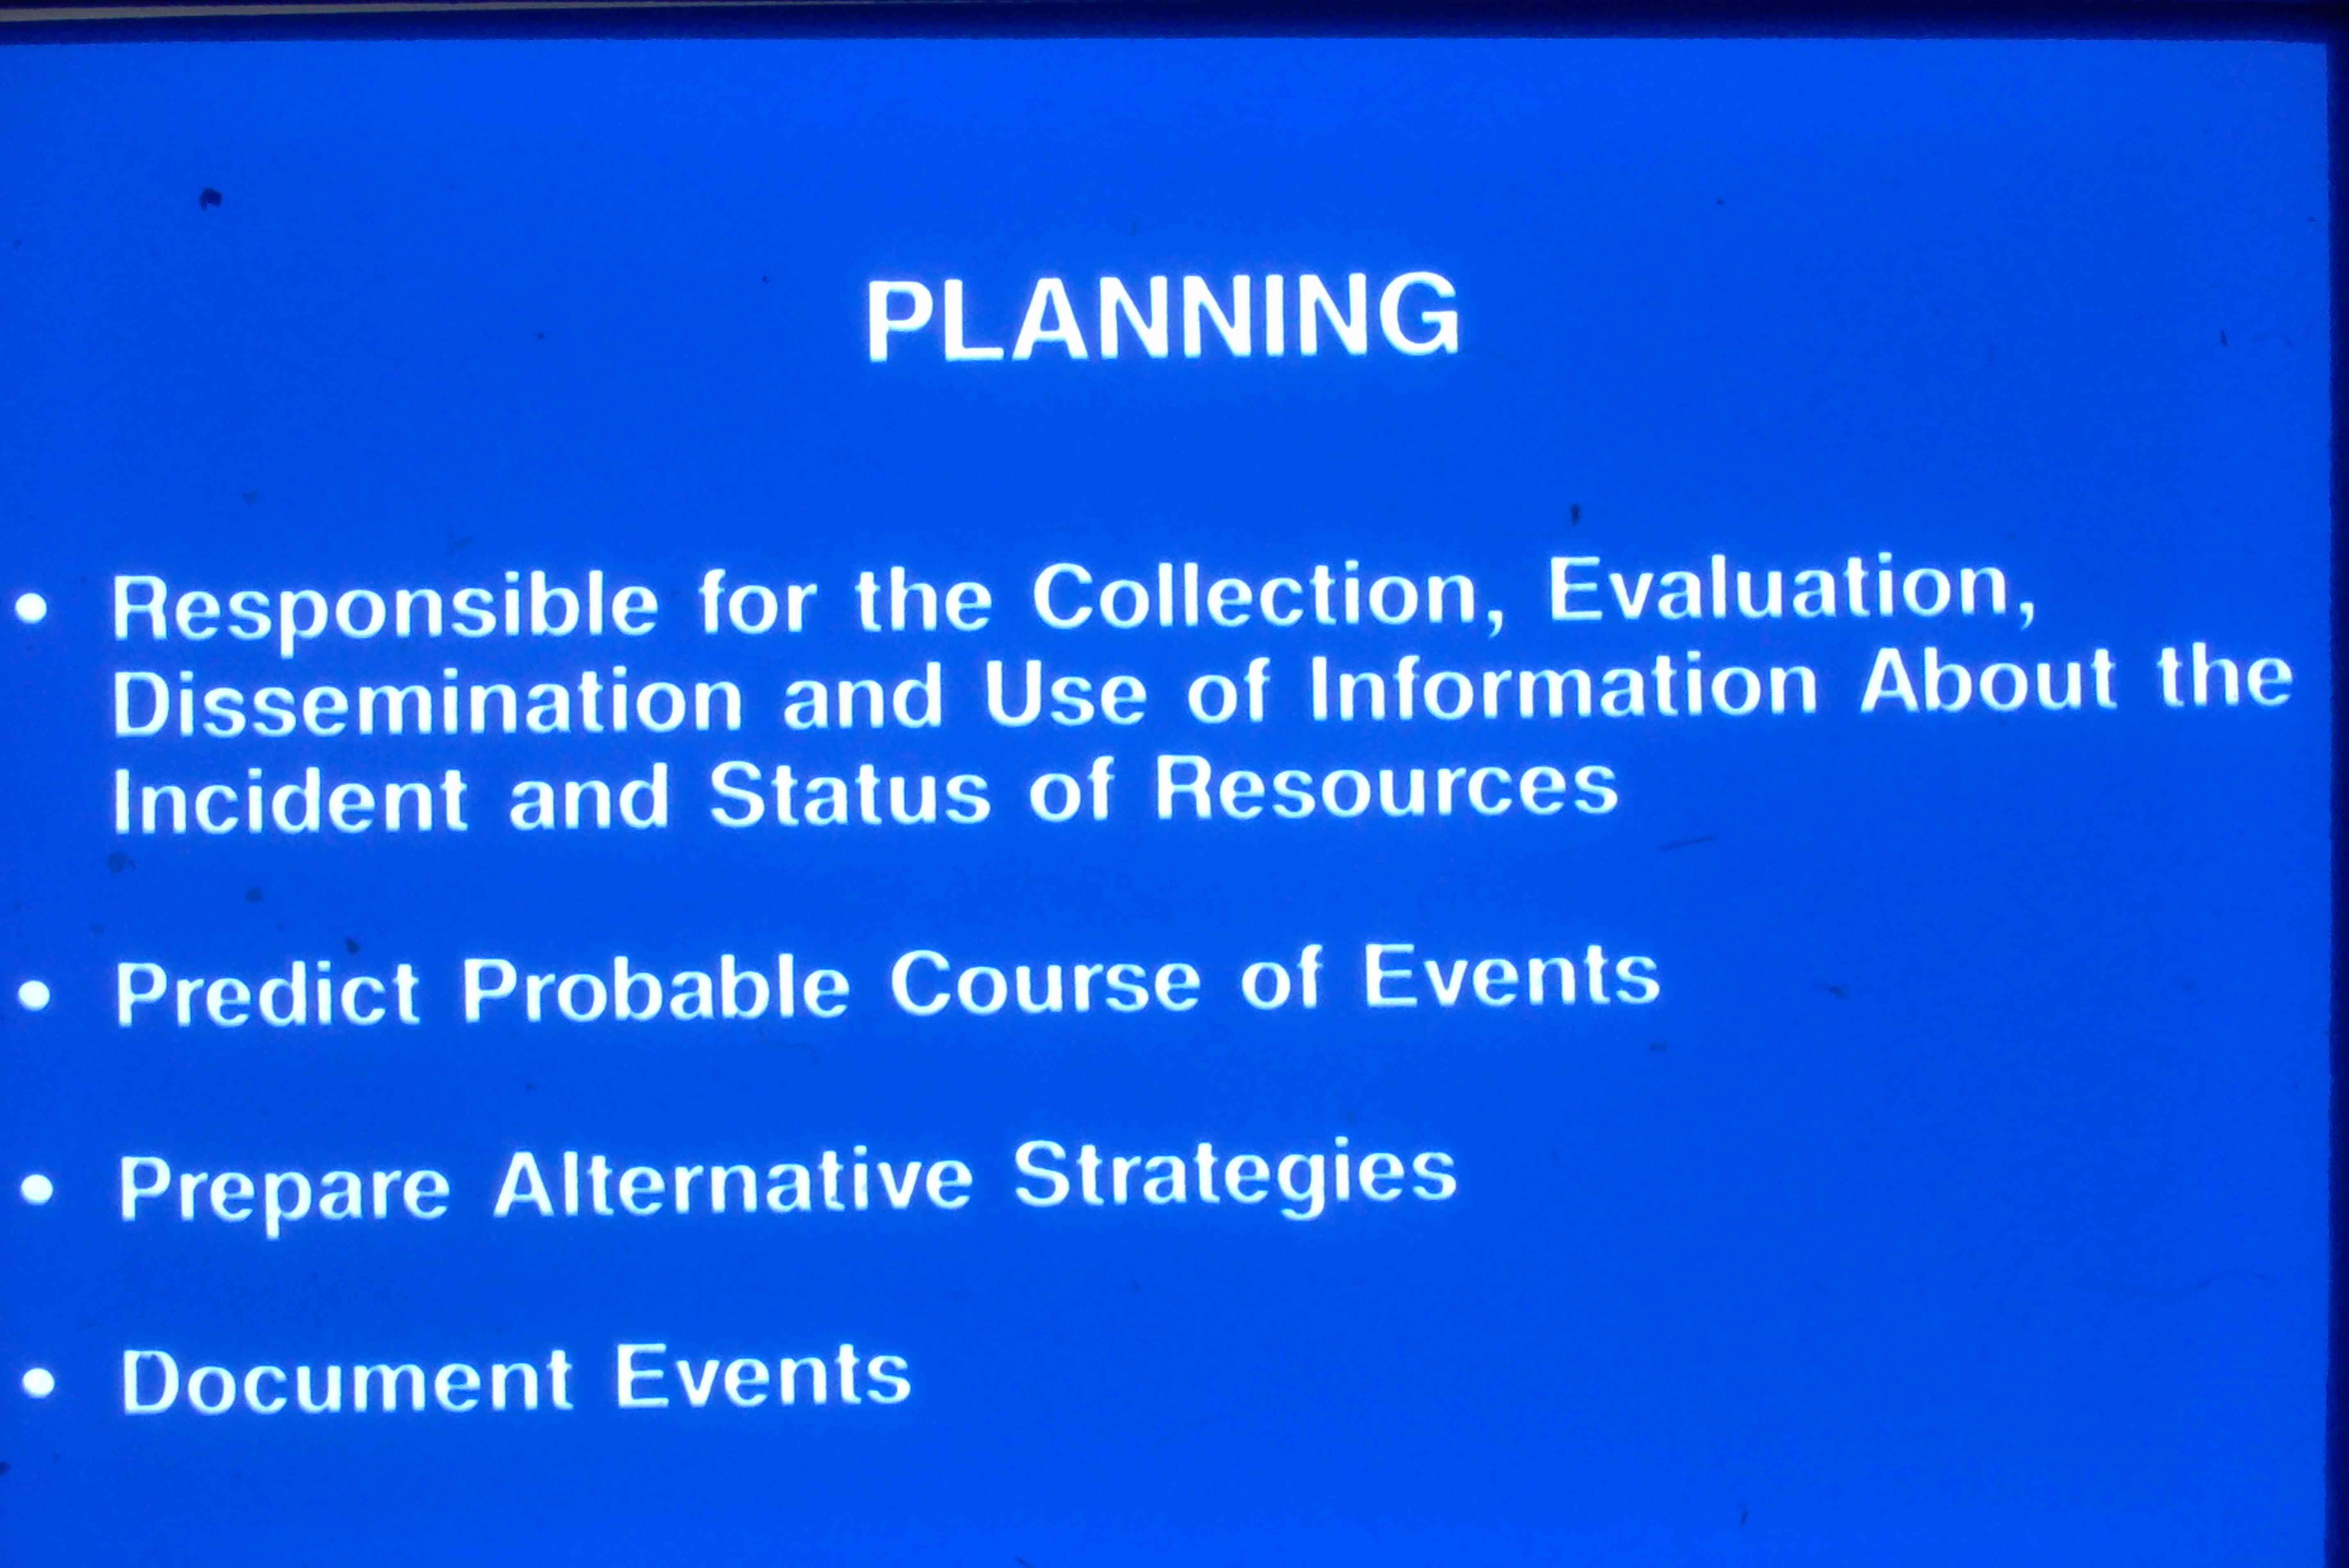 PLANNING
• Responsible for the Collection, Evaluation,
Dissemination and Use of Information About the
Incident and Status of Resources
• Predict Probable Course of Events
• Prepare Alternative Strategies
• Document Events